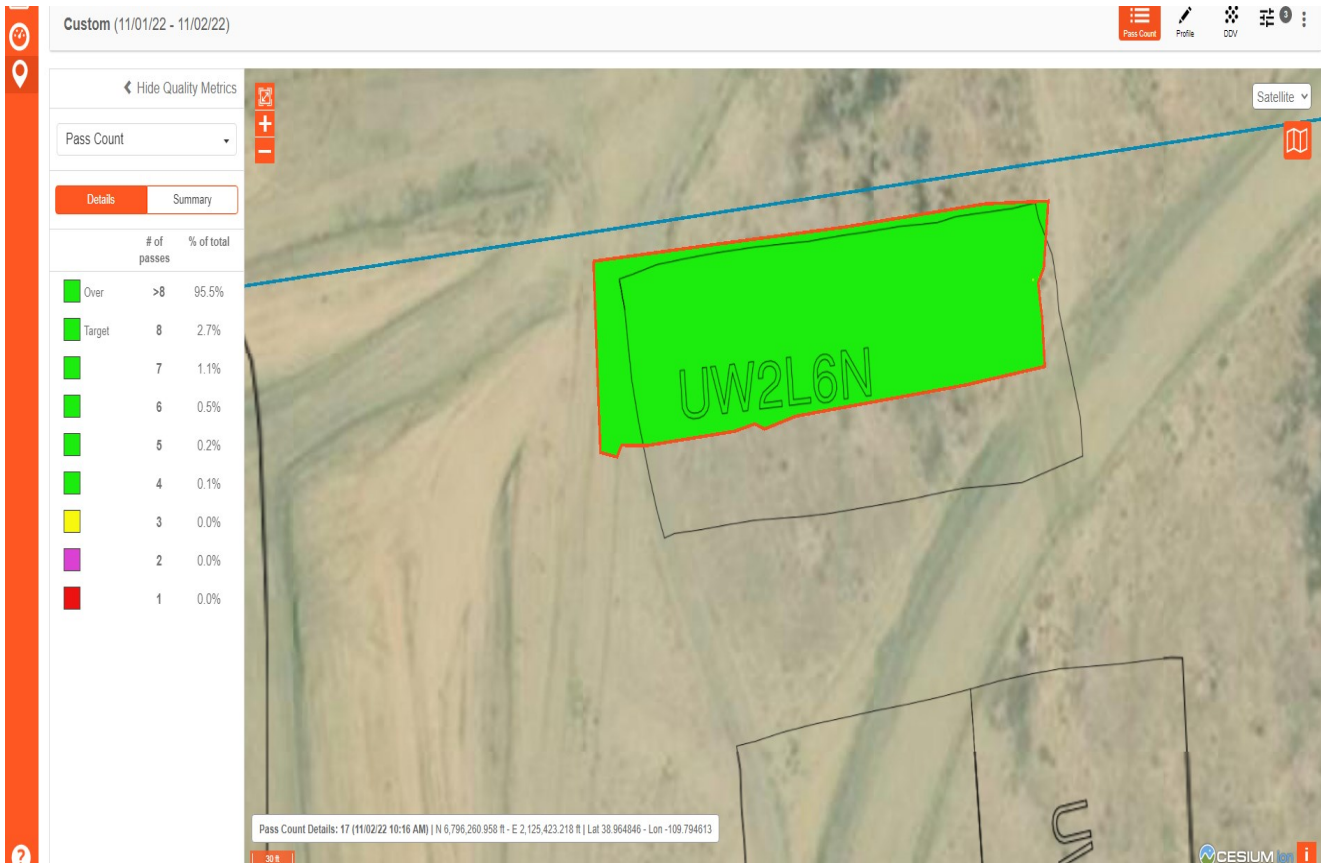 Custom (11/01/22 - 11/02/22)
Pass Count
Profile
DDV
3
Hide Quality Metrics
Satellite
Pass Count
Details
Summary
# of passes
% of total
Over >8 95.5%
Target 8 2.7%
7 1.1%
6 0.5%
5 0.2%
4 0.1%
3 0.0%
2 0.0%
1 0.0%
UW2L6N
Pass Count Details: 17 (11/02/22 10:16 AM) | N 6,796,260.958 ft - E 2,125,423.218 ft | Lat 38.964846 - Lon -109.794613
30 ft
CESIUM ion